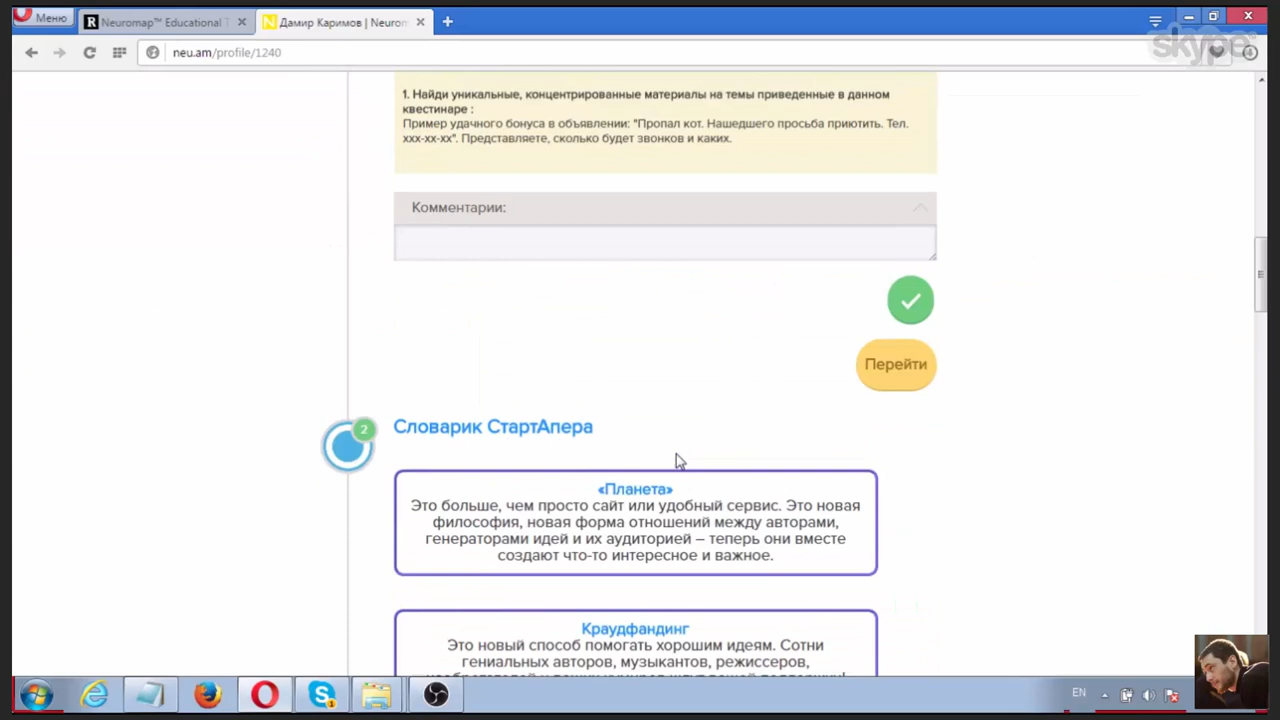 Меню
Neuromap™ Educational T
Дамир Каримов | Neurom
skype
neu.am/profile/1240
1. Найди уникальные, концентрированные материалы на темы приведенные в данном
квестинаре :
Пример удачного бонуса в объявлении: "Пропал кот. Нашедшего просьба приютить. Тел.
xxx-xx-xx". Представляете, сколько будет звонков и каких.
Комментарии:
Перейти
2
Словарик СтартАпера
«Планета»
Это больше, чем просто сайт или удобный сервис. Это новая
философия, новая форма отношений между авторами,
генераторами идей и их аудиторией – теперь они вместе
создают что-то интересное и важное.
Краудфандинг
Это новый способ помогать хорошим идеям. Сотни
гениальных авторов, музыкантов, режиссеров,
EN